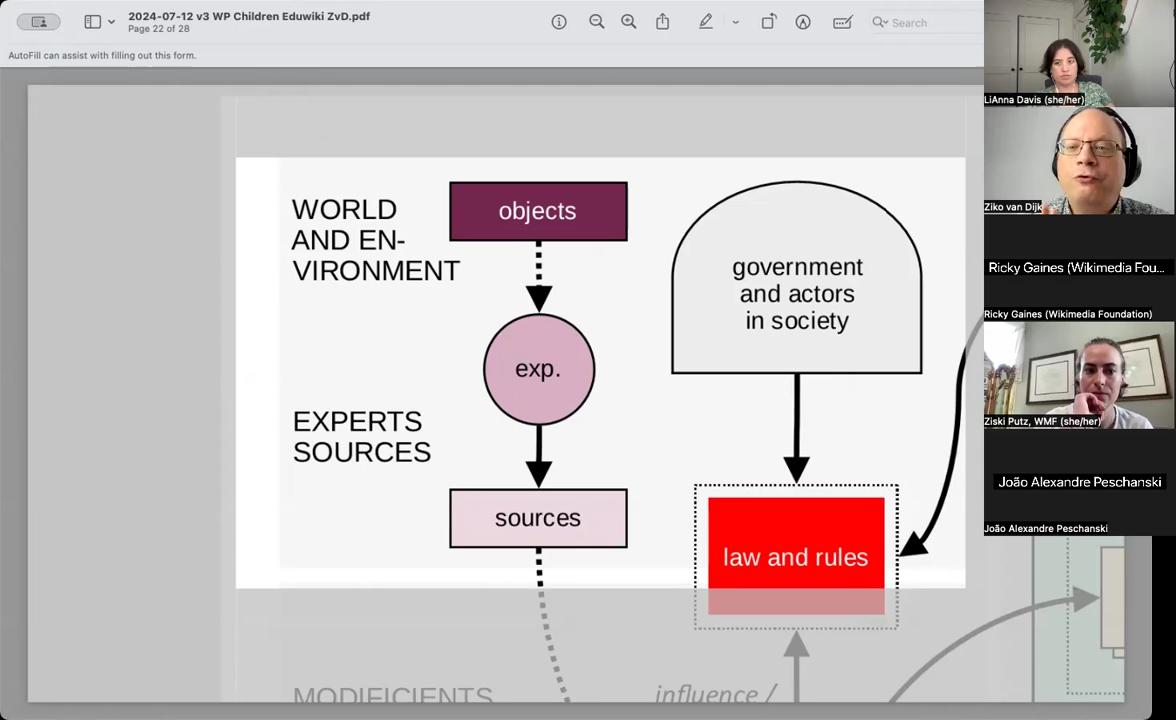 2024-07-12 v3 WP Children Eduwiki ZvD.pdf
Page 22 of 28
Search
AutoFill can assist with filling out this form.
WORLD
AND EN-
VIRONMENT
objects
exp.
EXPERTS
SOURCES
sources
government
and actors
in society
law and rules
MODIFICIENTS
influence /
LiAnna Davis (she/her)
Ziko van Dijk
Ricky Gaines (Wikimedia Fou...
Ricky Gaines (Wikimedia Foundation)
Ziski Putz, WMF (she/her)
João Alexandre Peschanski
João Alexandre Peschanski